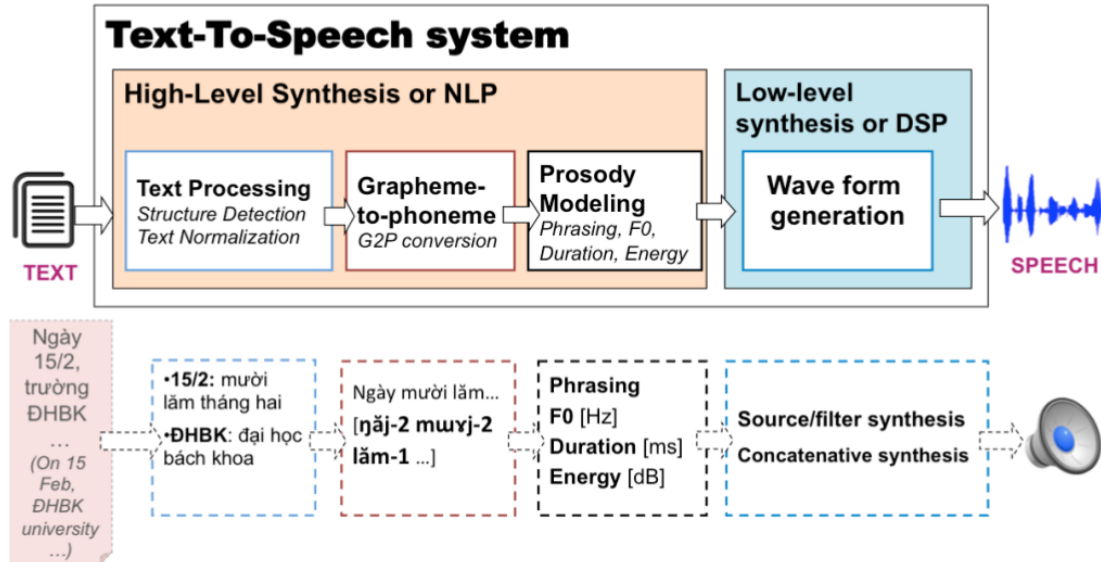 Text-To-Speech system
High-Level Synthesis or NLP
Low-level
synthesis or DSP
Text Processing
Structure Detection
Text Normalization
Grapheme-
to-phoneme
G2P conversion
Prosody
Modeling
Phrasing, F0,
Duration, Energy
Wave form
generation
TEXT
SPEECH
Ngày
15/2,
trường
ĐHBK
...
(On 15
Feb,
ĐHBK
university
...)
•15/2: mười
lăm tháng hai
•ĐHBK: đại học
bách khoa
Ngày mười lăm...
[ŋăj-2 mɯɤj-2
lăm-1 ...]
Phrasing
F0 [Hz]
Duration [ms]
Energy [dB]
Source/filter synthesis
Concatenative synthesis